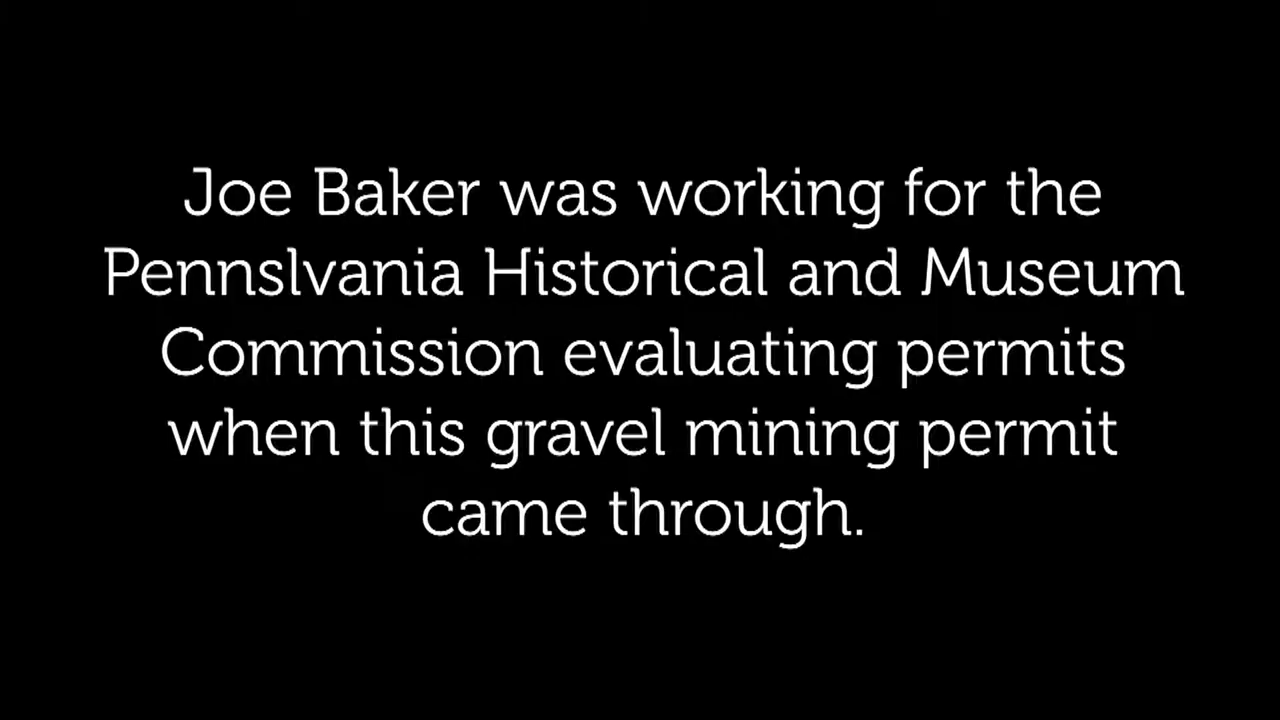 Joe Baker was working for the
Pennslvania Historical and Museum
Commission evaluating permits
when this gravel mining permit
came through.